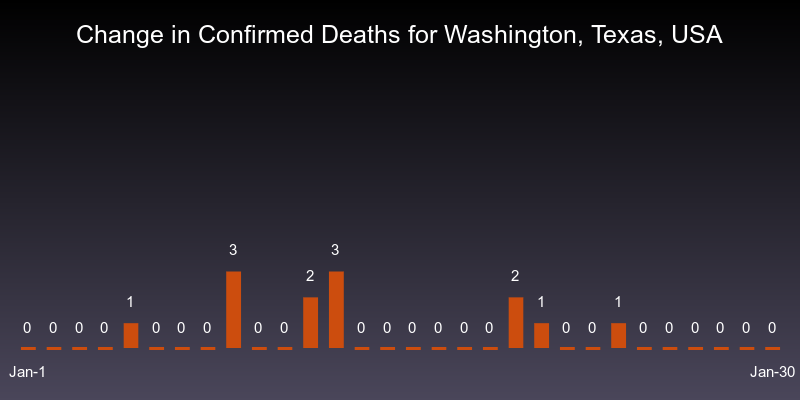 Change in Confirmed Deaths for Washington, Texas, USA
0 0 0 0 1 0 0 0 3 0 0 2 3 0 0 0 0 0 0 2 1 0 0 1 0 0 0 0 0 0
Jan-1 Jan-30